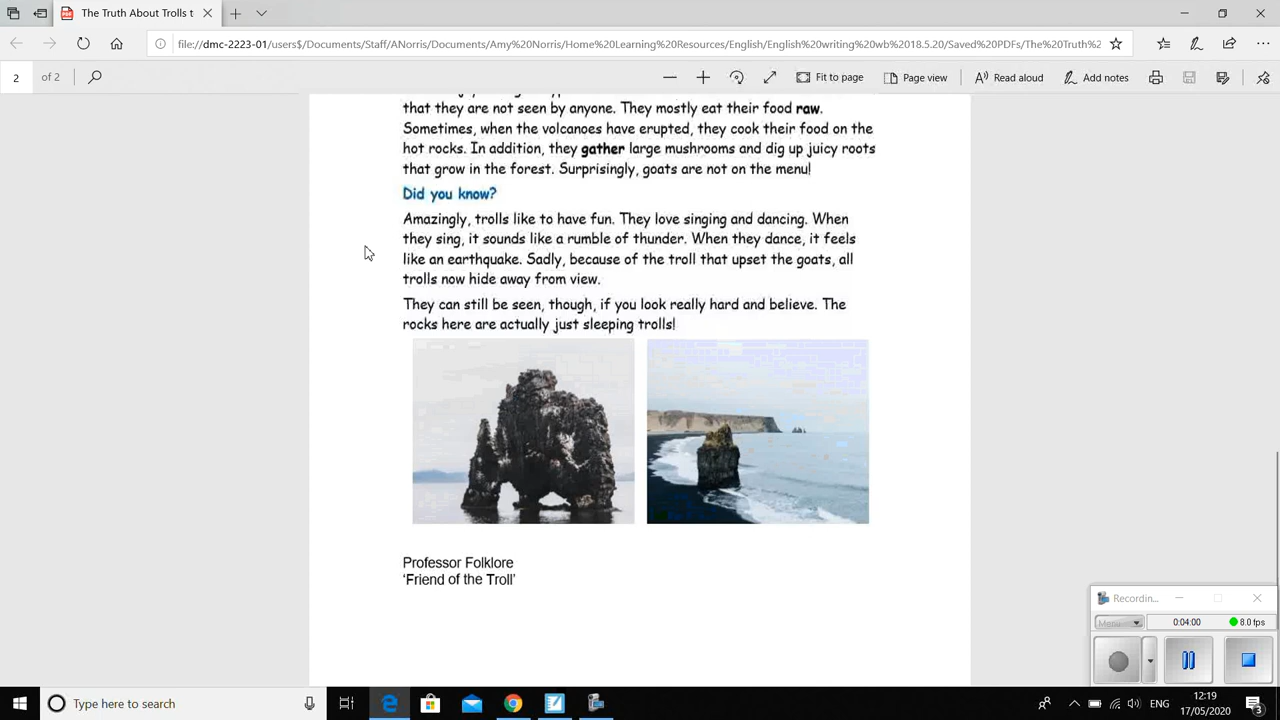 The Truth About Trolls t
file://dmc-2223-01/users$/Documents/Staff/ANorris/Documents/Amy%20Norris/Home%20Learning%20Resources/English/English%20writing%20wb%2018.5.20/Saved%20PDFs/The%20Truth%2
2 of 2 Fit to page Page view Read aloud Add notes
that they are not seen by anyone. They mostly eat their food raw.
Sometimes, when the volcanoes have erupted, they cook their food on the
hot rocks. In addition, they gather large mushrooms and dig up juicy roots
that grow in the forest. Surprisingly, goats are not on the menu!
Did you know?
Amazingly, trolls like to have fun. They love singing and dancing. When
they sing, it sounds like a rumble of thunder. When they dance, it feels
like an earthquake. Sadly, because of the troll that upset the goats, all
trolls now hide away from view.
They can still be seen, though, if you look really hard and believe. The
rocks here are actually just sleeping trolls!
Professor Folklore
‘Friend of the Troll’
Recording...
Menu 0:04:00 8.0 fps
Type here to search
ENG
12:19
17/05/2020
3